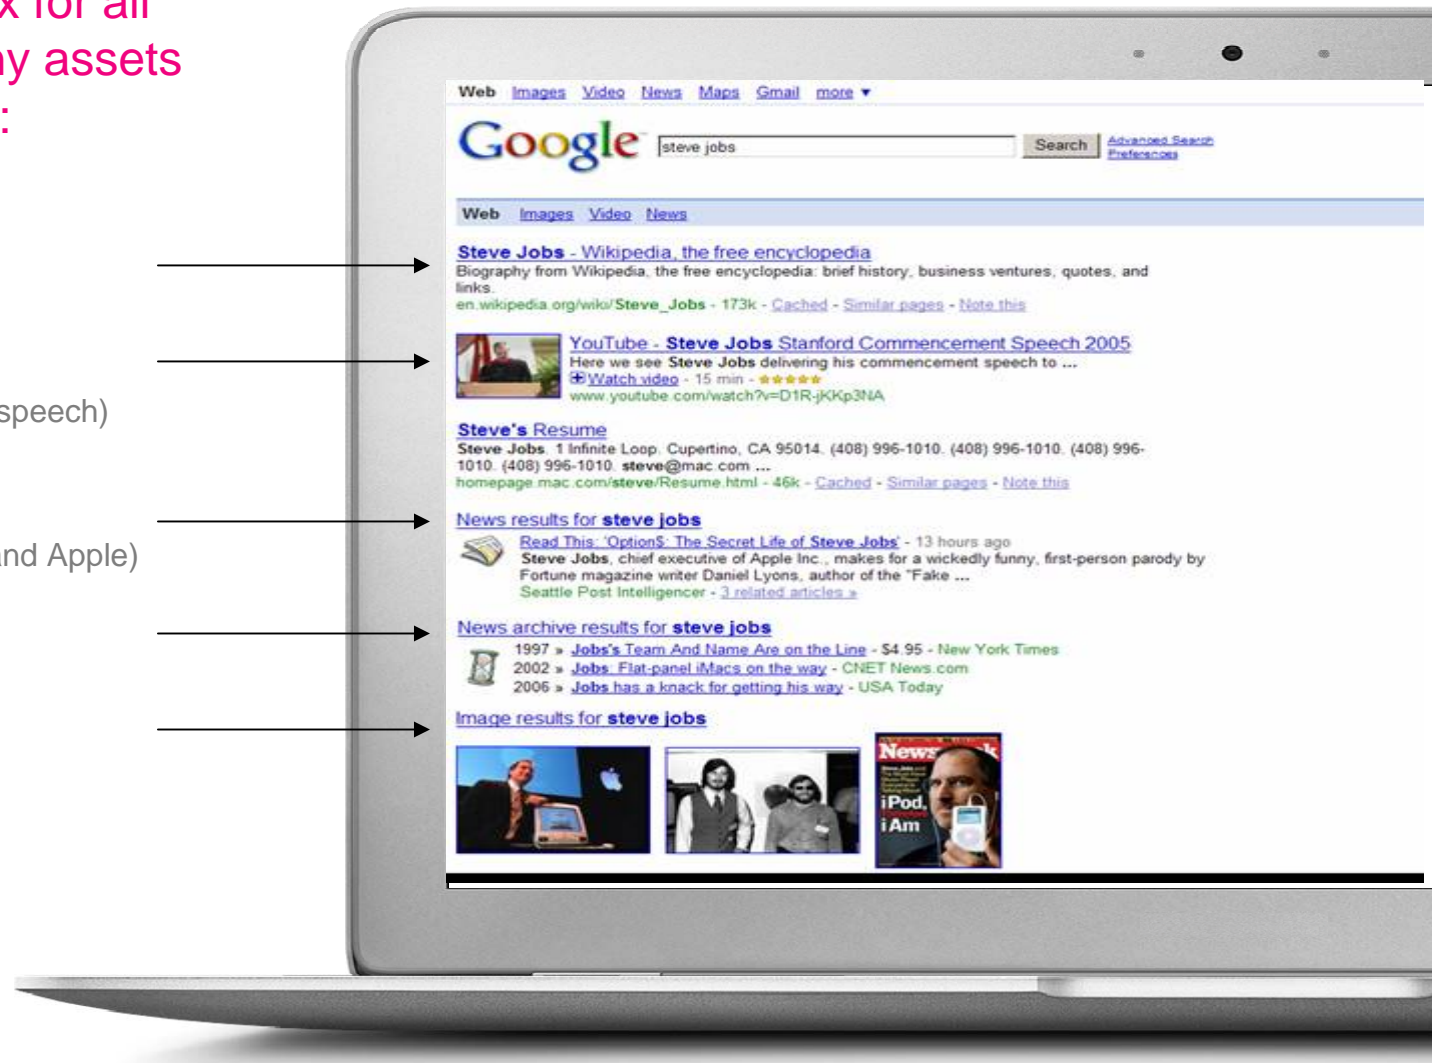 x for all
ny assets
:
speech)
and Apple)
Web Images Video News Maps Gmail more ▼
Google™ steve jobs Search Advanced Search
Preferences
Web Images Video News
Steve Jobs - Wikipedia, the free encyclopedia
Biography from Wikipedia, the free encyclopedia: brief history, business ventures, quotes, and
links.
en.wikipedia.org/wiki/Steve_Jobs - 173k - Cached - Similar pages - Note this
YouTube - Steve Jobs Stanford Commencement Speech 2005
Here we see Steve Jobs delivering his commencement speech to ...
Watch video - 15 min - ★★★★★
www.youtube.com/watch?v=D1R-jKKp3NA
Steve's Resume
Steve Jobs. 1 Infinite Loop. Cupertino, CA 95014. (408) 996-1010. (408) 996-1010. (408) 996-
1010. (408) 996-1010. steve@mac.com ...
homepage.mac.com/steve/Resume.html - 46k - Cached - Similar pages - Note this
News results for steve jobs
Read This: 'Option$: The Secret Life of Steve Jobs' - 13 hours ago
Steve Jobs, chief executive of Apple Inc., makes for a wickedly funny, first-person parody by
Fortune magazine writer Daniel Lyons, author of the "Fake ...
Seattle Post Intelligencer - 3 related articles »
News archive results for steve jobs
1997 » Jobs's Team And Name Are on the Line - $4.95 - New York Times
2002 » Jobs: Flat-panel iMacs on the way - CNET News.com
2006 » Jobs has a knack for getting his way - USA Today
Image results for steve jobs
News k
iPod,
i Am